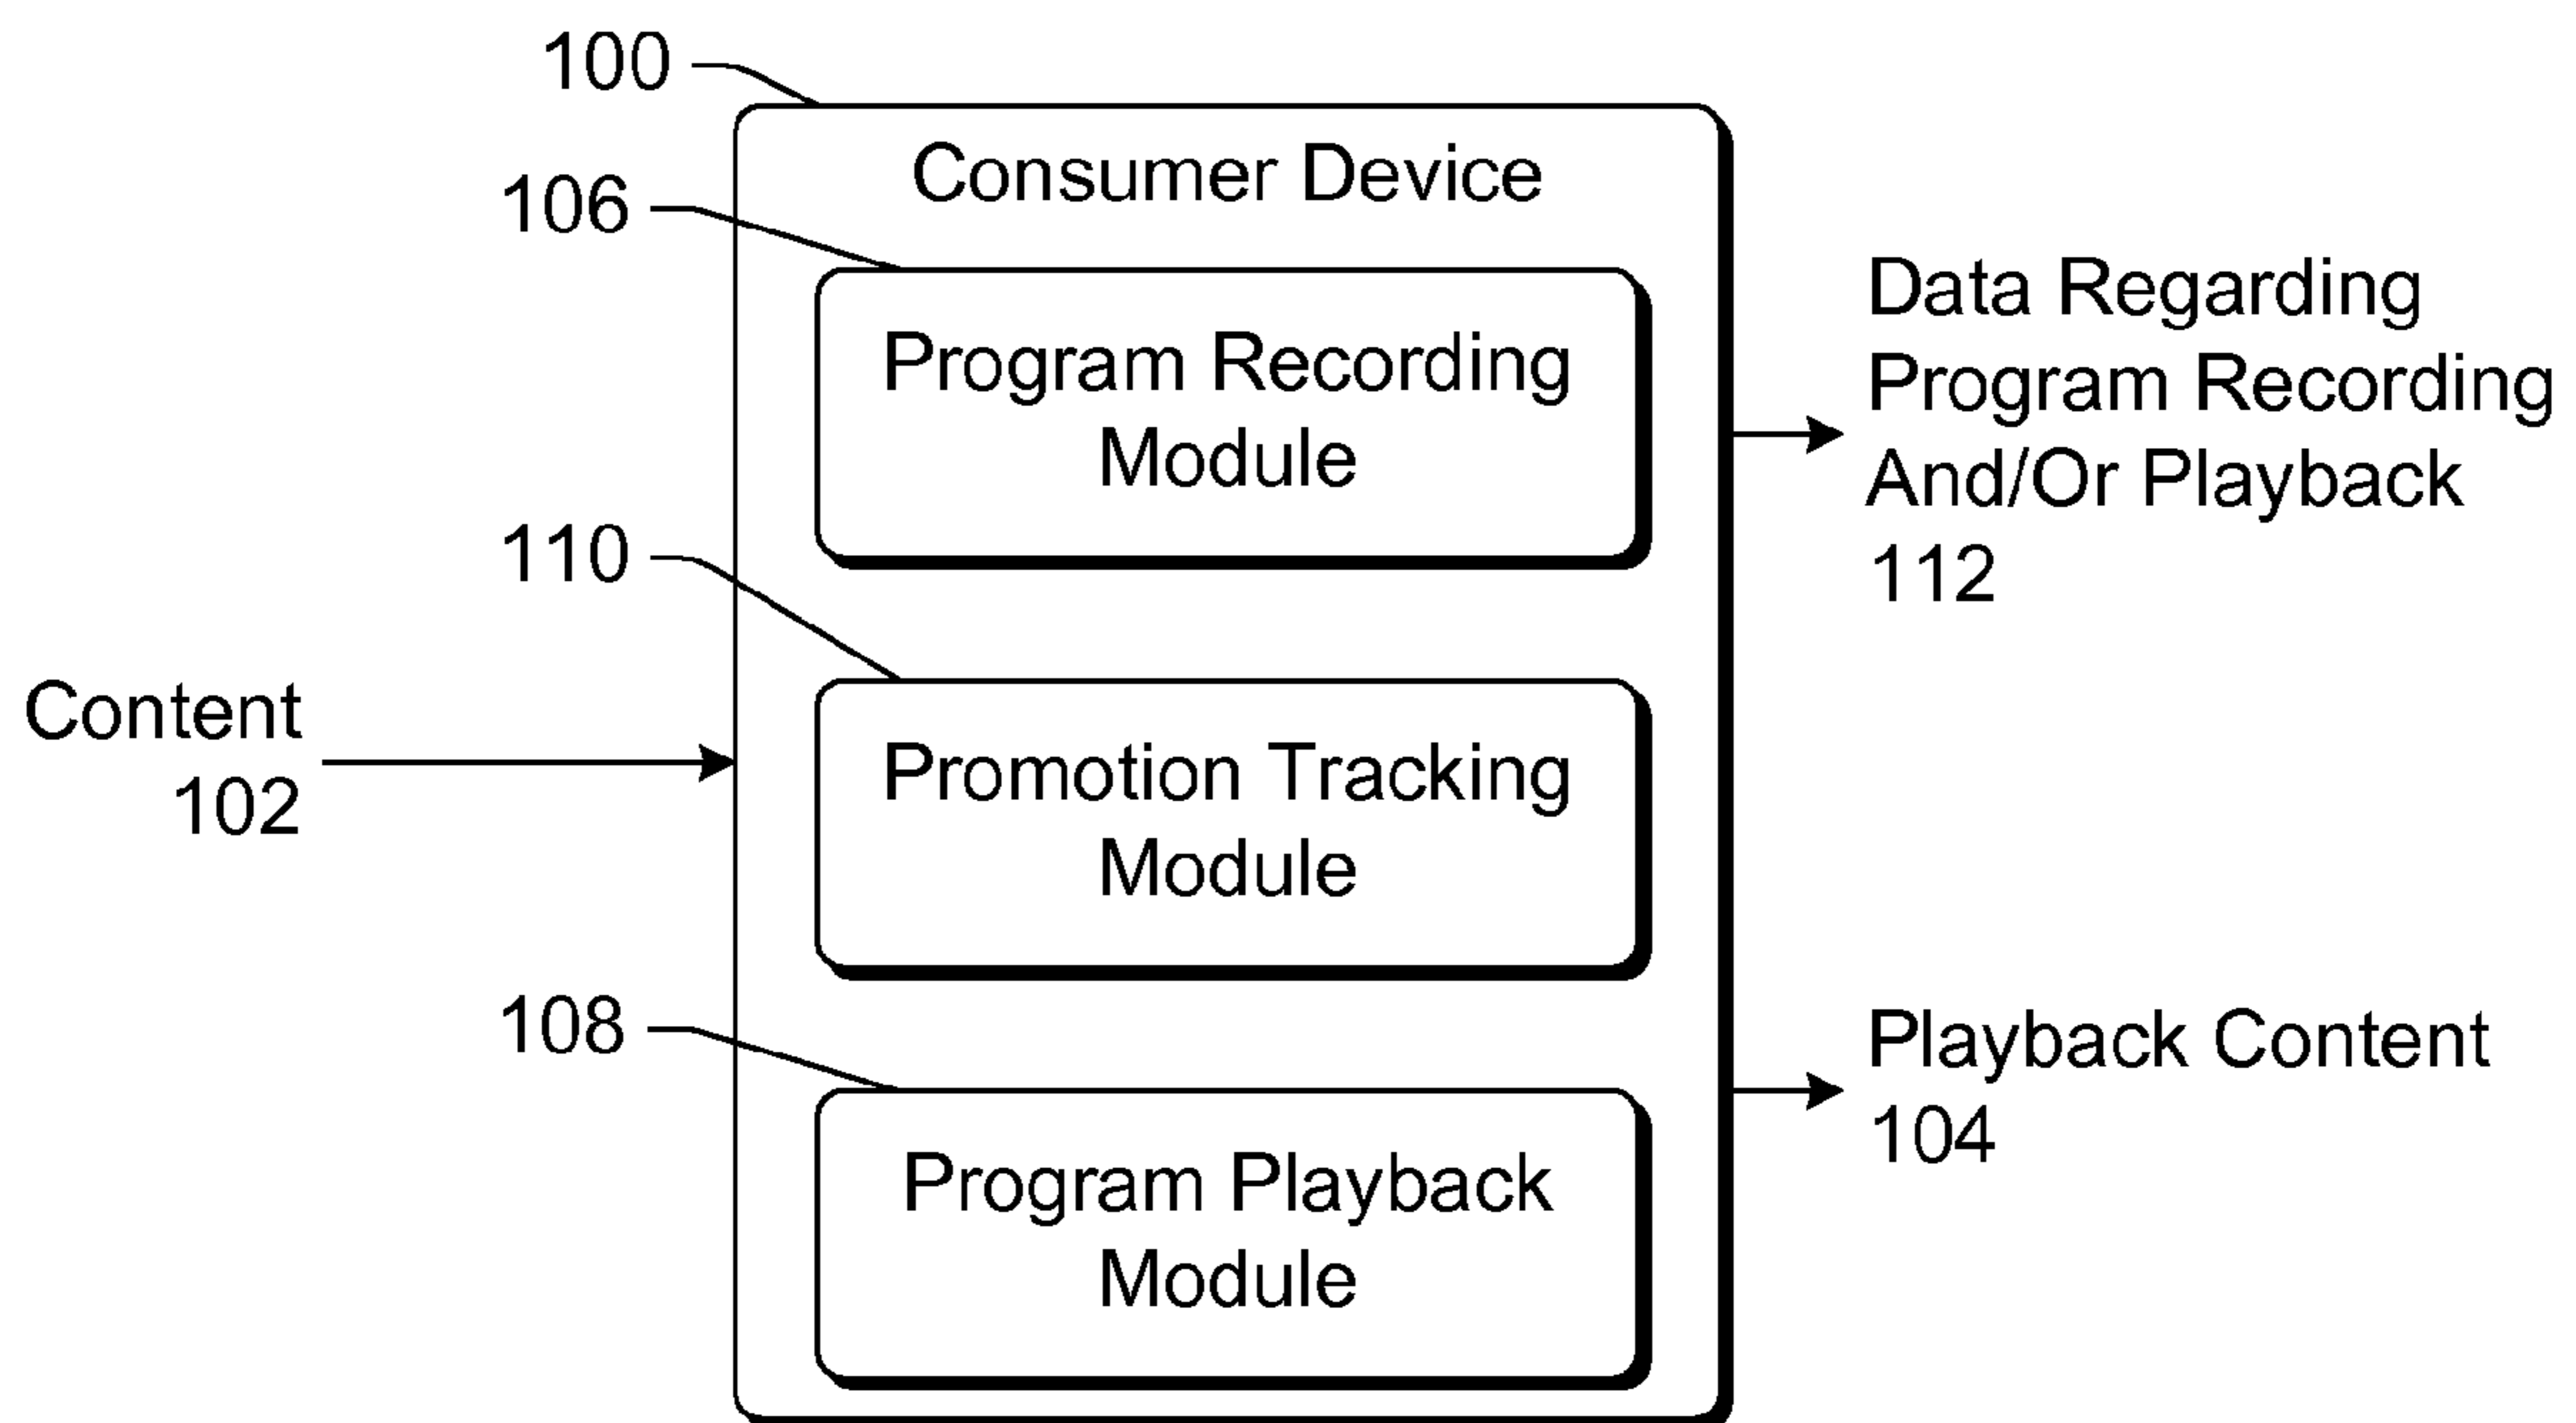 100
Consumer Device
106
Program Recording
Module
Data Regarding
Program Recording
And/Or Playback
112
110
Content
102
Promotion Tracking
Module
108
Playback Content
104
Program Playback
Module